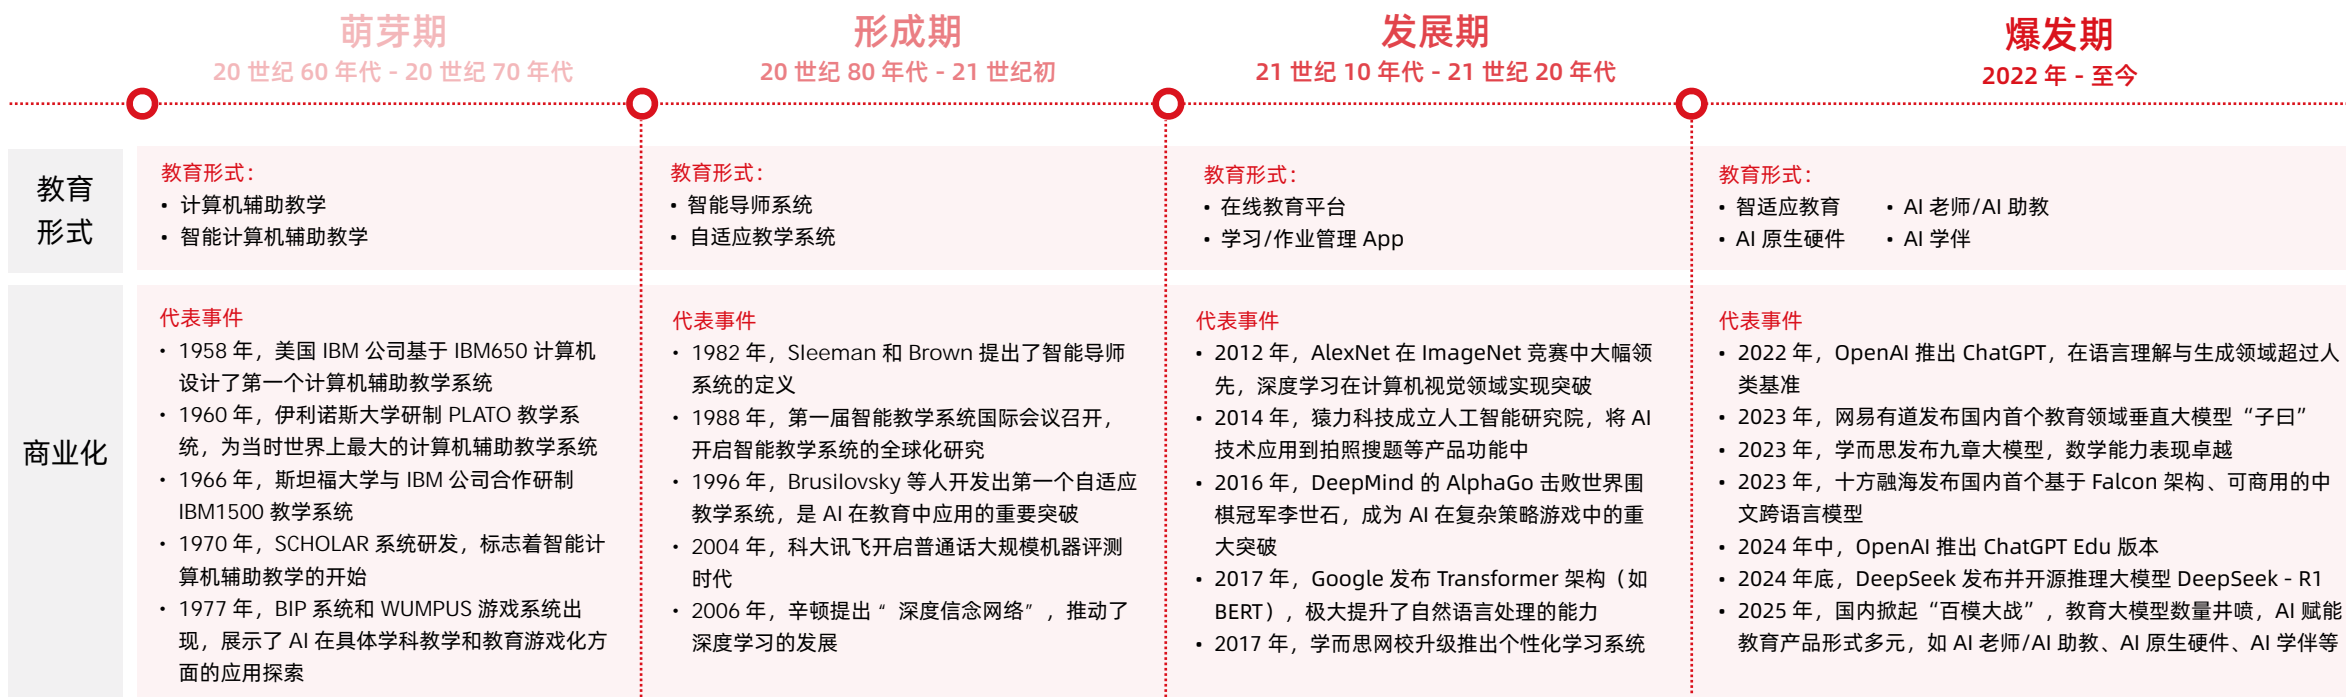 萌芽期
20 世纪 60 年代 - 20 世纪 70 年代
形成期
20 世纪 80 年代 - 21 世纪初
发展期
21 世纪 10 年代 - 21 世纪 20 年代
爆发期
2022 年 - 至今
教育
形式
教育形式：
• 计算机辅助教学
• 智能计算机辅助教学
教育形式：
• 智能导师系统
• 自适应教学系统
教育形式：
• 在线教育平台
• 学习/作业管理 App
教育形式：
• 智适应教育 • AI 老师/AI 助教
• AI 原生硬件 • AI 学伴
商业化
代表事件
• 1958 年，美国 IBM 公司基于 IBM650 计算机
设计了第一个计算机辅助教学系统
• 1960 年，伊利诺斯大学研制 PLATO 教学系
统，为当时世界上最大的计算机辅助教学系统
• 1966 年，斯坦福大学与 IBM 公司合作研制
IBM1500 教学系统
• 1970 年，SCHOLAR 系统研发，标志着智能计
算机辅助教学的开始
• 1977 年，BIP 系统和 WUMPUS 游戏系统出
现，展示了 AI 在具体学科教学和教育游戏化方
面的应用探索
代表事件
• 1982 年，Sleeman 和 Brown 提出了智能导师
系统的定义
• 1988 年，第一届智能教学系统国际会议召开，
开启智能教学系统的全球化研究
• 1996 年，Brusilovsky 等人开发出第一个自适应
教学系统，是 AI 在教育中应用的重要突破
• 2004 年，科大讯飞开启普通话大规模机器评测
时代
• 2006 年，辛顿提出“ 深度信念网络”，推动了
深度学习的发展
代表事件
• 2012 年，AlexNet 在 ImageNet 竞赛中大幅领
先，深度学习在计算机视觉领域实现突破
• 2014 年，猿力科技成立人工智能研究院，将 AI
技术应用到拍照搜题等产品功能中
• 2016 年，DeepMind 的 AlphaGo 击败世界围
棋冠军李世石，成为 AI 在复杂策略游戏中的重
大突破
• 2017 年，Google 发布 Transformer 架构（如
BERT），极大提升了自然语言处理的能力
• 2017 年，学而思网校升级推出个性化学习系统
代表事件
• 2022 年，OpenAI 推出 ChatGPT，在语言理解与生成领域超过人
类基准
• 2023 年，网易有道发布国内首个教育领域垂直大模型“子曰”
• 2023 年，学而思发布九章大模型，数学能力表现卓越
• 2023 年，十方融海发布国内首个基于 Falcon 架构、可商用的中
文跨语言模型
• 2024 年中，OpenAI 推出 ChatGPT Edu 版本
• 2024 年底，DeepSeek 发布并开源推理大模型 DeepSeek - R1
• 2025 年，国内掀起“百模大战”，教育大模型数量井喷，AI 赋能
教育产品形式多元，如 AI 老师/AI 助教、AI 原生硬件、AI 学伴等